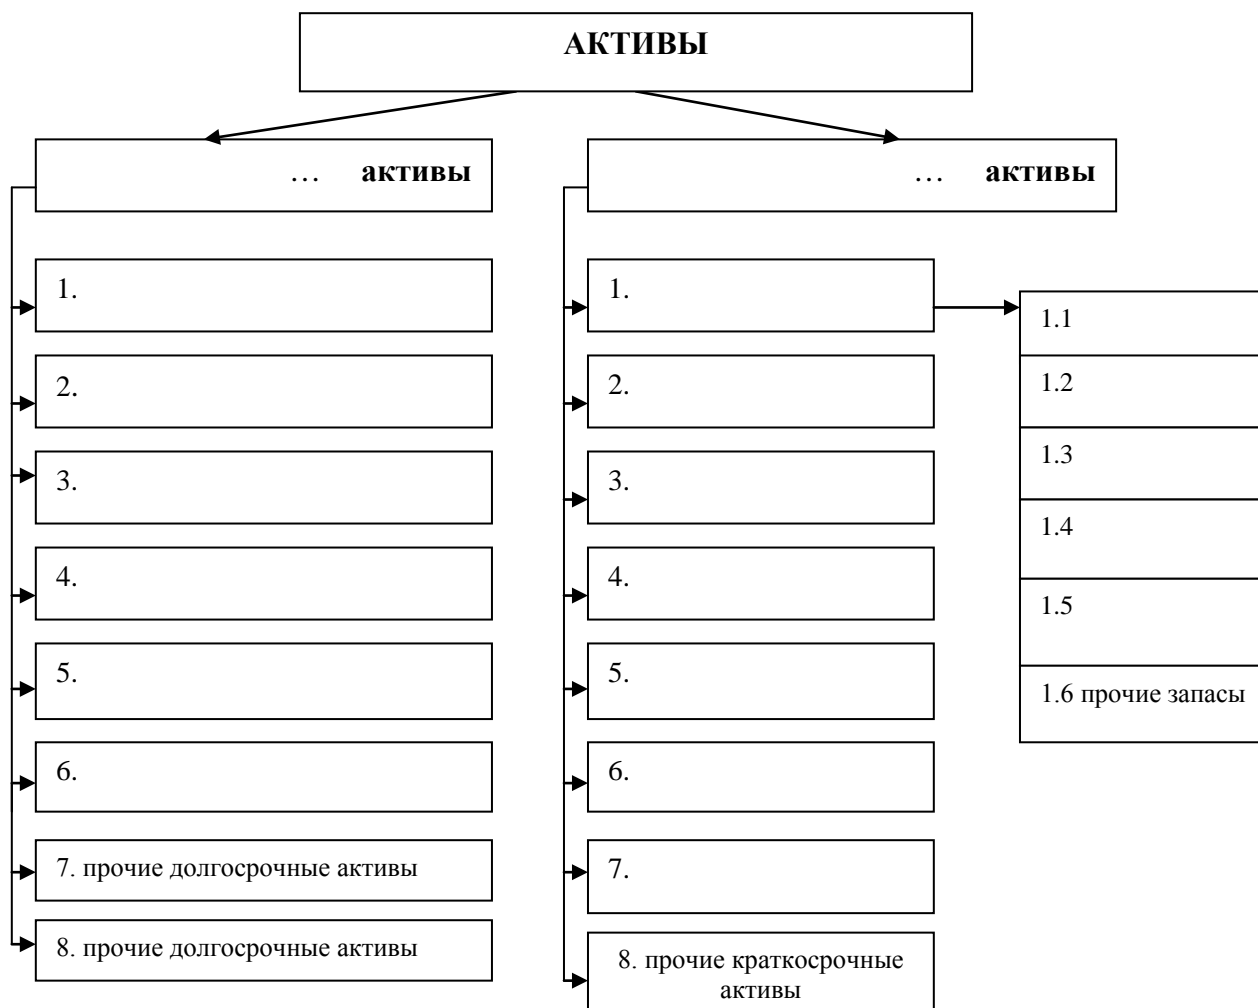 АКТИВЫ
… активы
1.
2.
3.
4.
5.
6.
7. прочие долгосрочные активы
8. прочие долгосрочные активы
… активы
1.
2.
3.
4.
5.
6.
7.
8. прочие краткосрочные
активы
1.1
1.2
1.3
1.4
1.5
1.6 прочие запасы